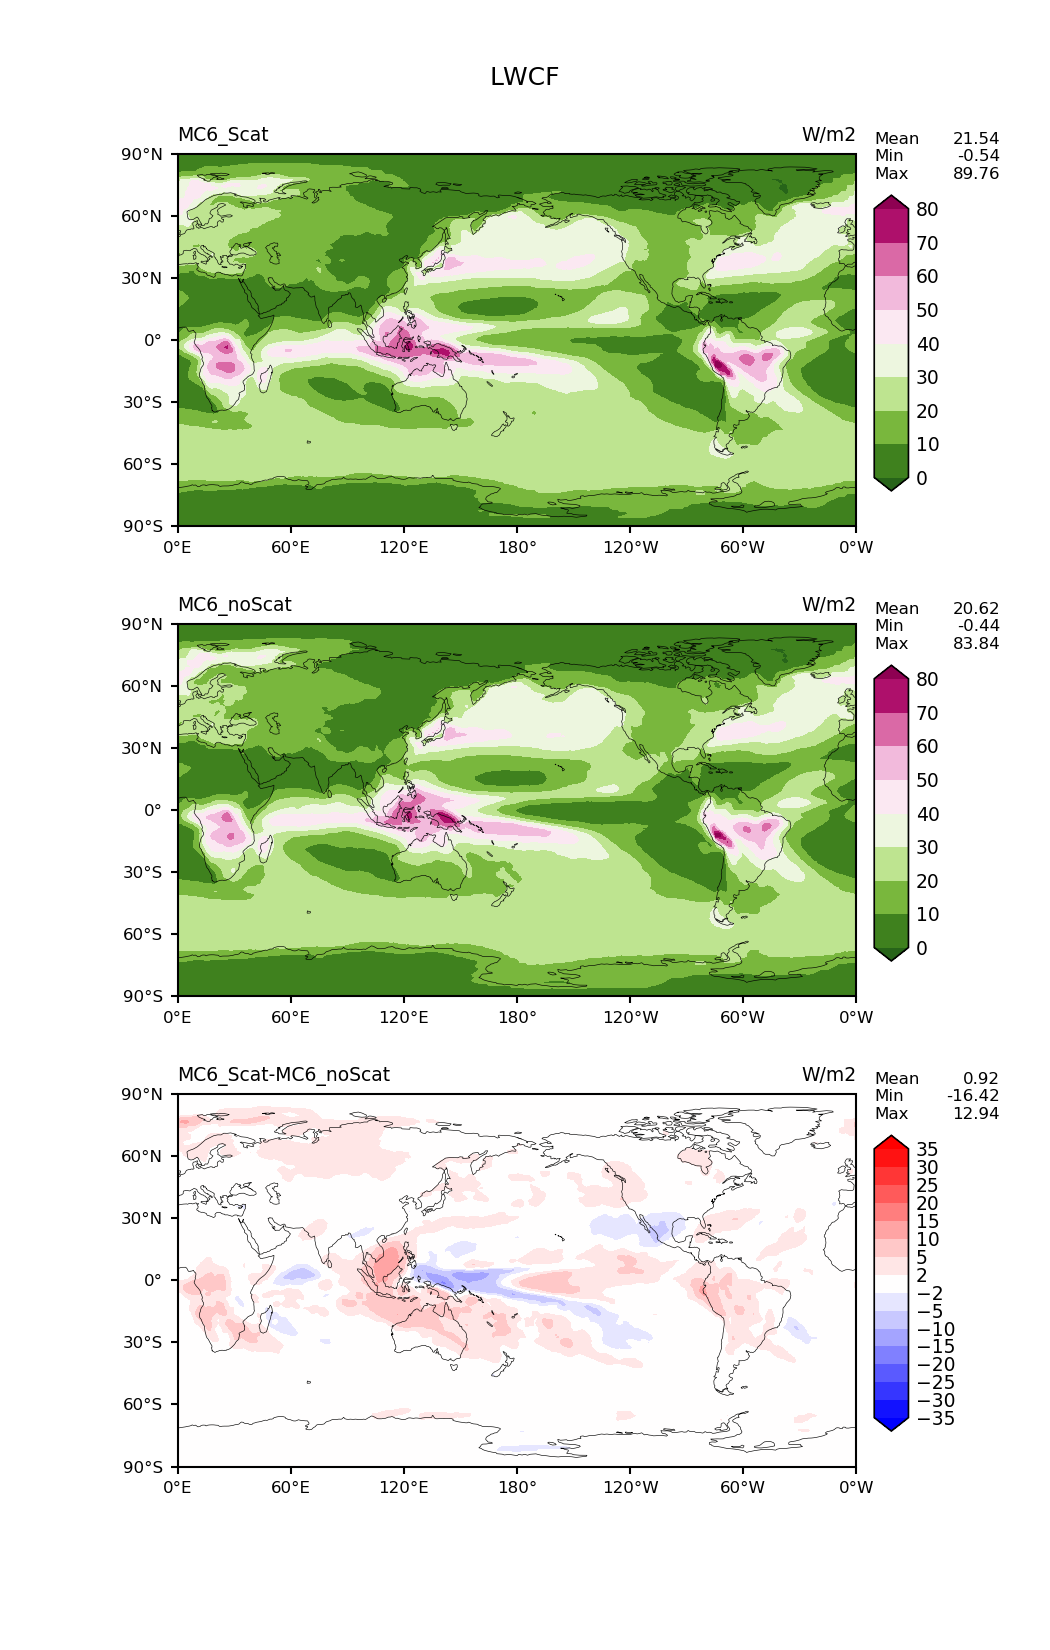 LWCF
MC6_Scat W/m2
Mean 21.54
Min -0.54
Max 89.76
90°N
60°N
30°N
0°
30°S
60°S
90°S
0°E 60°E 120°E 180° 120°W 60°W 0°W
80
70
60
50
40
30
20
10
0
MC6_noScat W/m2
Mean 20.62
Min -0.44
Max 83.84
90°N
60°N
30°N
0°
30°S
60°S
90°S
0°E 60°E 120°E 180° 120°W 60°W 0°W
80
70
60
50
40
30
20
10
0
MC6_Scat-MC6_noScat W/m2
Mean 0.92
Min -16.42
Max 12.94
90°N
60°N
30°N
0°
30°S
60°S
90°S
0°E 60°E 120°E 180° 120°W 60°W 0°W
35
30
25
20
15
10
5
2
−2
−5
−10
−15
−20
−25
−30
−35